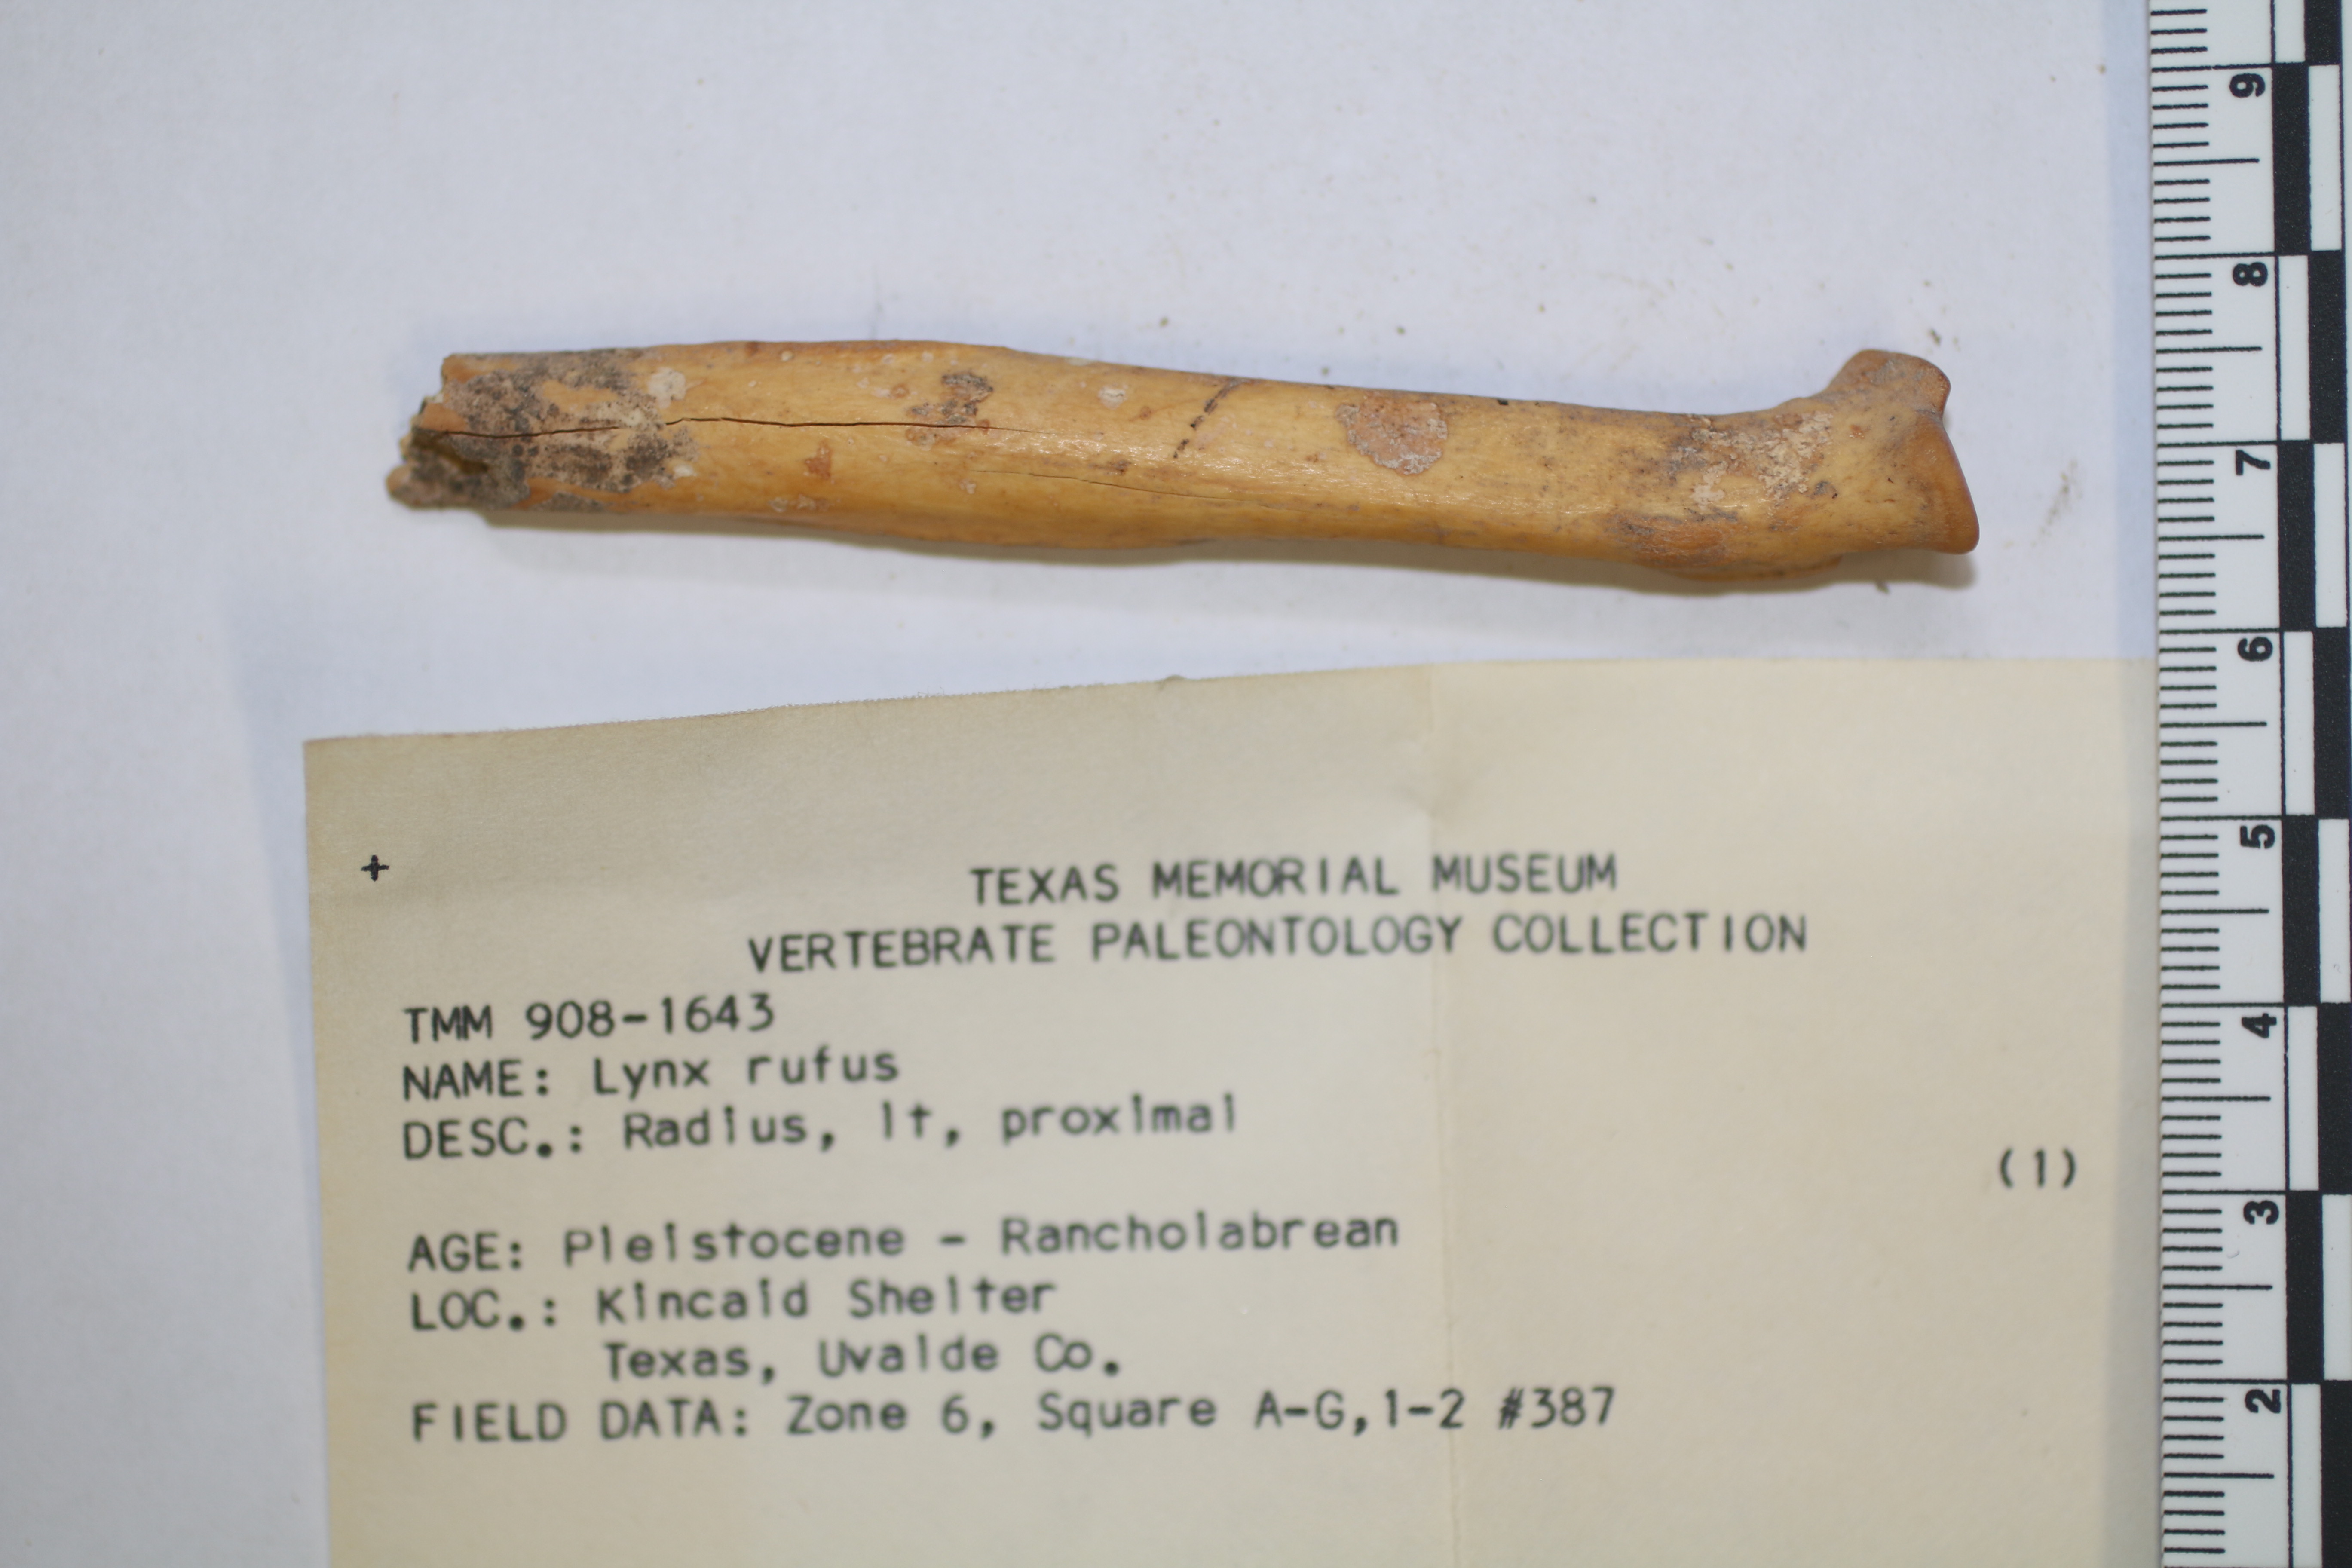 +
TEXAS MEMORIAL MUSEUM
VERTEBRATE PALEONTOLOGY COLLECTION
TMM 908-1643
NAME: Lynx rufus
DESC.: Radius, lt, proximal
(1)
AGE: Pleistocene - Rancholabrean
LOC.: Kincaid Shelter
Texas, Uvalde Co.
FIELD DATA: Zone 6, Square A-G,1-2 #387
9
8
7
6
5
4
3
2